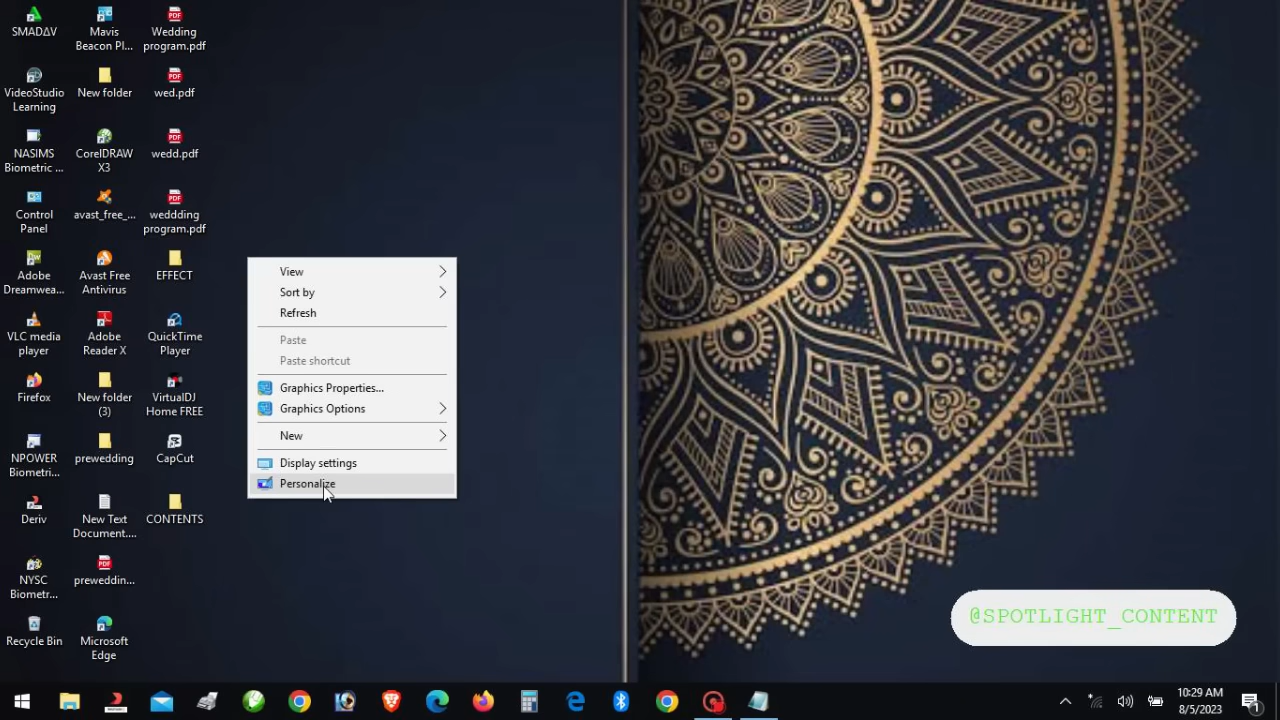 SMADΔV
Mavis
Beacon Pl...
Wedding
program.pdf
VideoStudio
Learning
New folder
wed.pdf
NASIMS
Biometric ...
CorelDRAW
X3
wedd.pdf
Control
Panel
avast_free_...
weddding
program.pdf
Adobe
Dreamwea...
Avast Free
Antivirus
EFFECT
VLC media
player
Adobe
Reader X
QuickTime
Player
Firefox
New folder
(3)
VirtualDJ
Home FREE
NPOWER
Biometri...
prewedding
CapCut
Deriv
New Text
Document....
CONTENTS
NYSC
Biometr...
preweddin...
Recycle Bin
Microsoft
Edge
View
Sort by
Refresh
Paste
Paste shortcut
Graphics Properties...
Graphics Options
New
Display settings
Personalize
@SPOTLIGHT_CONTENT
10:29 AM
8/5/2023